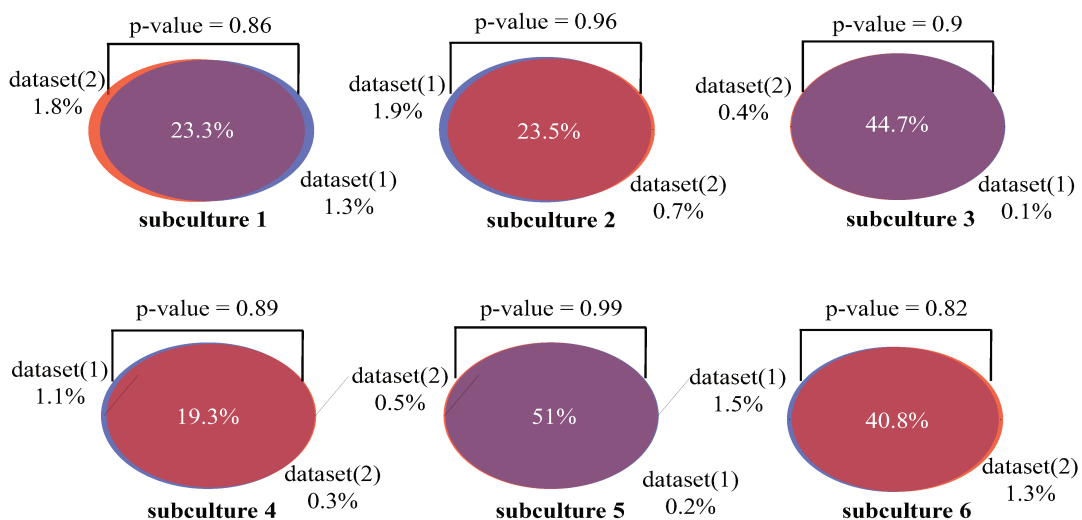 p-value = 0.86
dataset(2)
1.8%
23.3%
dataset(1)
1.3%
subculture 1
p-value = 0.96
dataset(1)
1.9%
23.5%
dataset(2)
0.7%
subculture 2
p-value = 0.9
dataset(2)
0.4%
44.7%
dataset(1)
0.1%
subculture 3
p-value = 0.89
dataset(1)
1.1%
19.3%
dataset(2)
0.3%
subculture 4
p-value = 0.99
dataset(2)
0.5%
51%
dataset(1)
0.2%
subculture 5
p-value = 0.82
dataset(1)
1.5%
40.8%
dataset(2)
1.3%
subculture 6